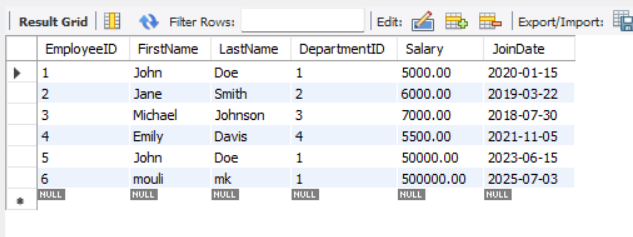 Result Grid Filter Rows: Edit: Export/Import:
EmployeeID FirstName LastName DepartmentID Salary JoinDate
1 John Doe 1 5000.00 2020-01-15
2 Jane Smith 2 6000.00 2019-03-22
3 Michael Johnson 3 7000.00 2018-07-30
4 Emily Davis 4 5500.00 2021-11-05
5 John Doe 1 50000.00 2023-06-15
6 mouli mk 1 500000.00 2025-07-03
NULL NULL NULL NULL NULL NULL